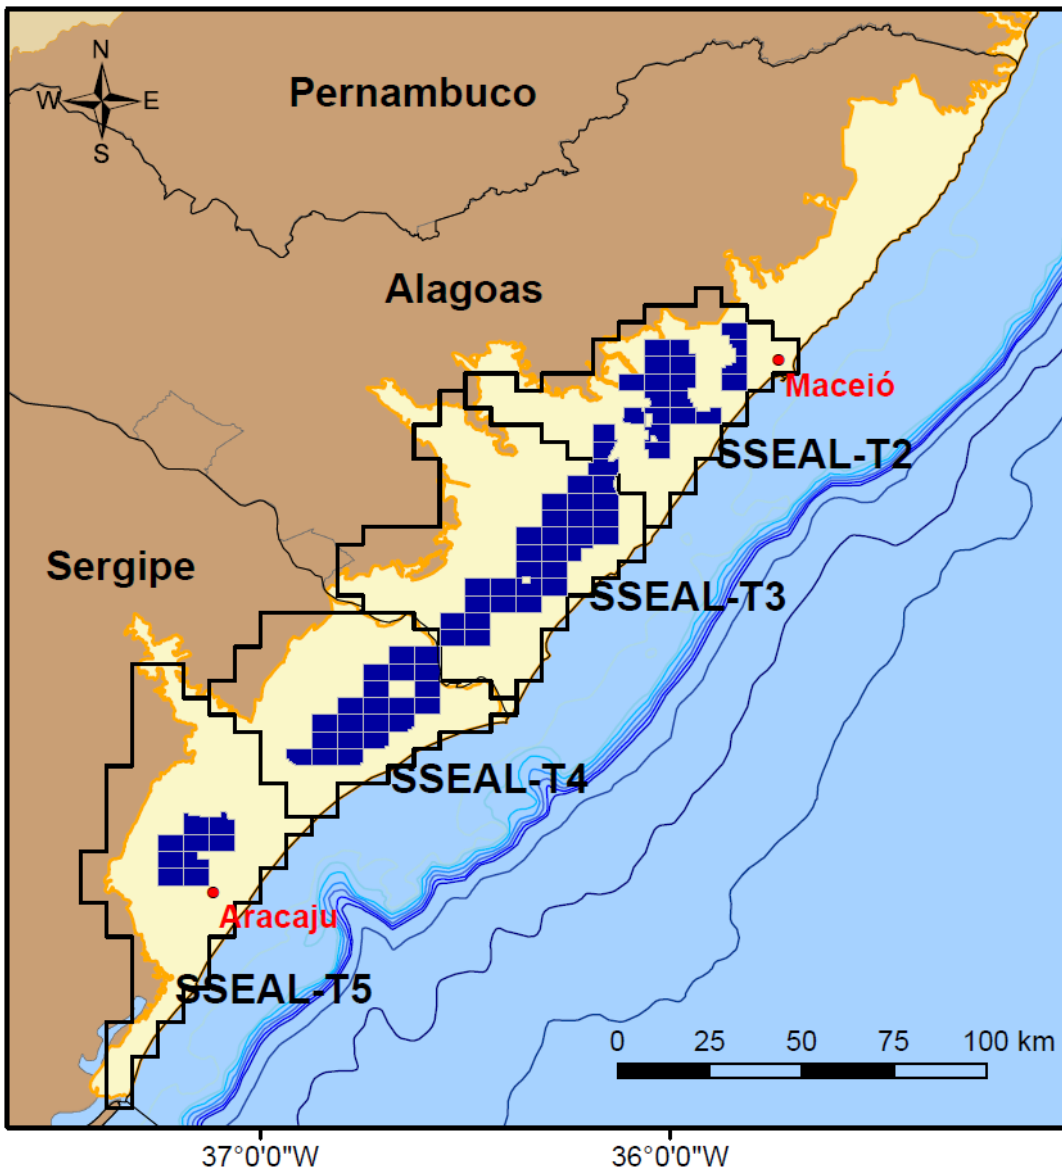 N
W E
S
Pernambuco
Alagoas
Maceió
SSEAL-T2
Sergipe
SSEAL-T3
SSEAL-T4
Aracaju
SSEAL-T5
0 25 50 75 100 km
37°0'0"W 36°0'0"W